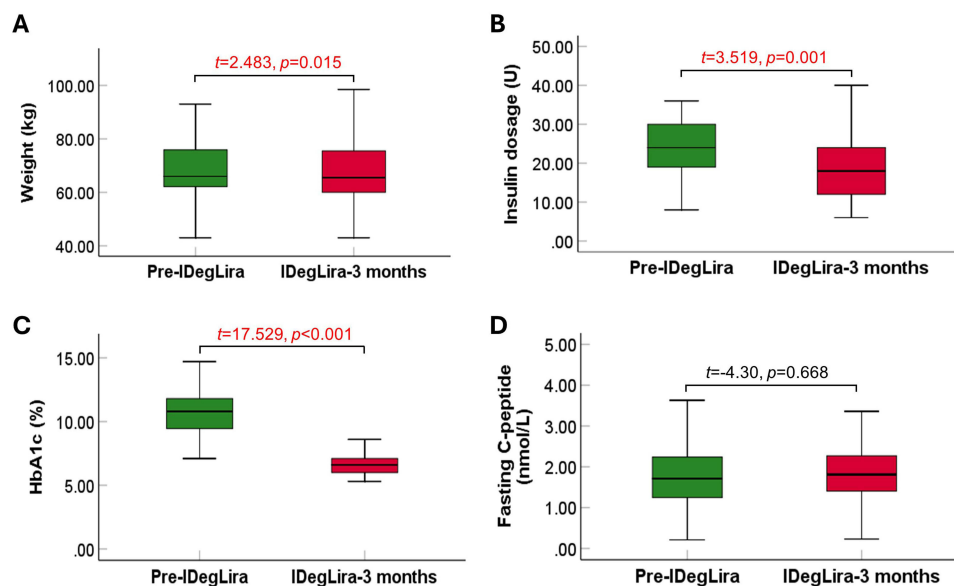 A
t=2.483, p=0.015
Weight (kg)
100.00
80.00
60.00
40.00
Pre-IDegLira IDegLira-3 months
B
t=3.519, p=0.001
Insulin dosage (U)
50.00
40.00
30.00
20.00
10.00
.00
Pre-IDegLira IDegLira-3 months
C
t=17.529, p<0.001
HbA1c (%)
15.00
10.00
5.00
.00
Pre-IDegLira IDegLira-3 months
D
t=-4.30, p=0.668
Fasting C-peptide
(nmol/L)
5.00
4.00
3.00
2.00
1.00
.00
Pre-IDegLira IDegLira-3 months